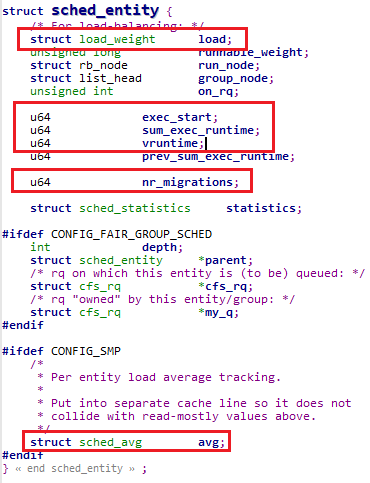 struct sched_entity {
/* For load-balancing: */
struct load_weight load;
unsigned long runnable_weight;
struct rb_node run_node;
struct list_head group_node;
unsigned int on_rq;
u64 exec_start;
u64 sum_exec_runtime;
u64 vruntime;
u64 prev_sum_exec_runtime;
u64 nr_migrations;
struct sched_statistics statistics;
#ifdef CONFIG_FAIR_GROUP_SCHED
int depth;
struct sched_entity *parent;
/* rq on which this entity is (to be) queued: */
struct cfs_rq *cfs_rq;
/* rq "owned" by this entity/group: */
struct cfs_rq *my_q;
#endif
#ifdef CONFIG_SMP
/*
* Per entity load average tracking.
*
* Put into separate cache line so it does not
* collide with read-mostly values above.
*/
struct sched_avg avg;
#endif
} « end sched_entity » ;